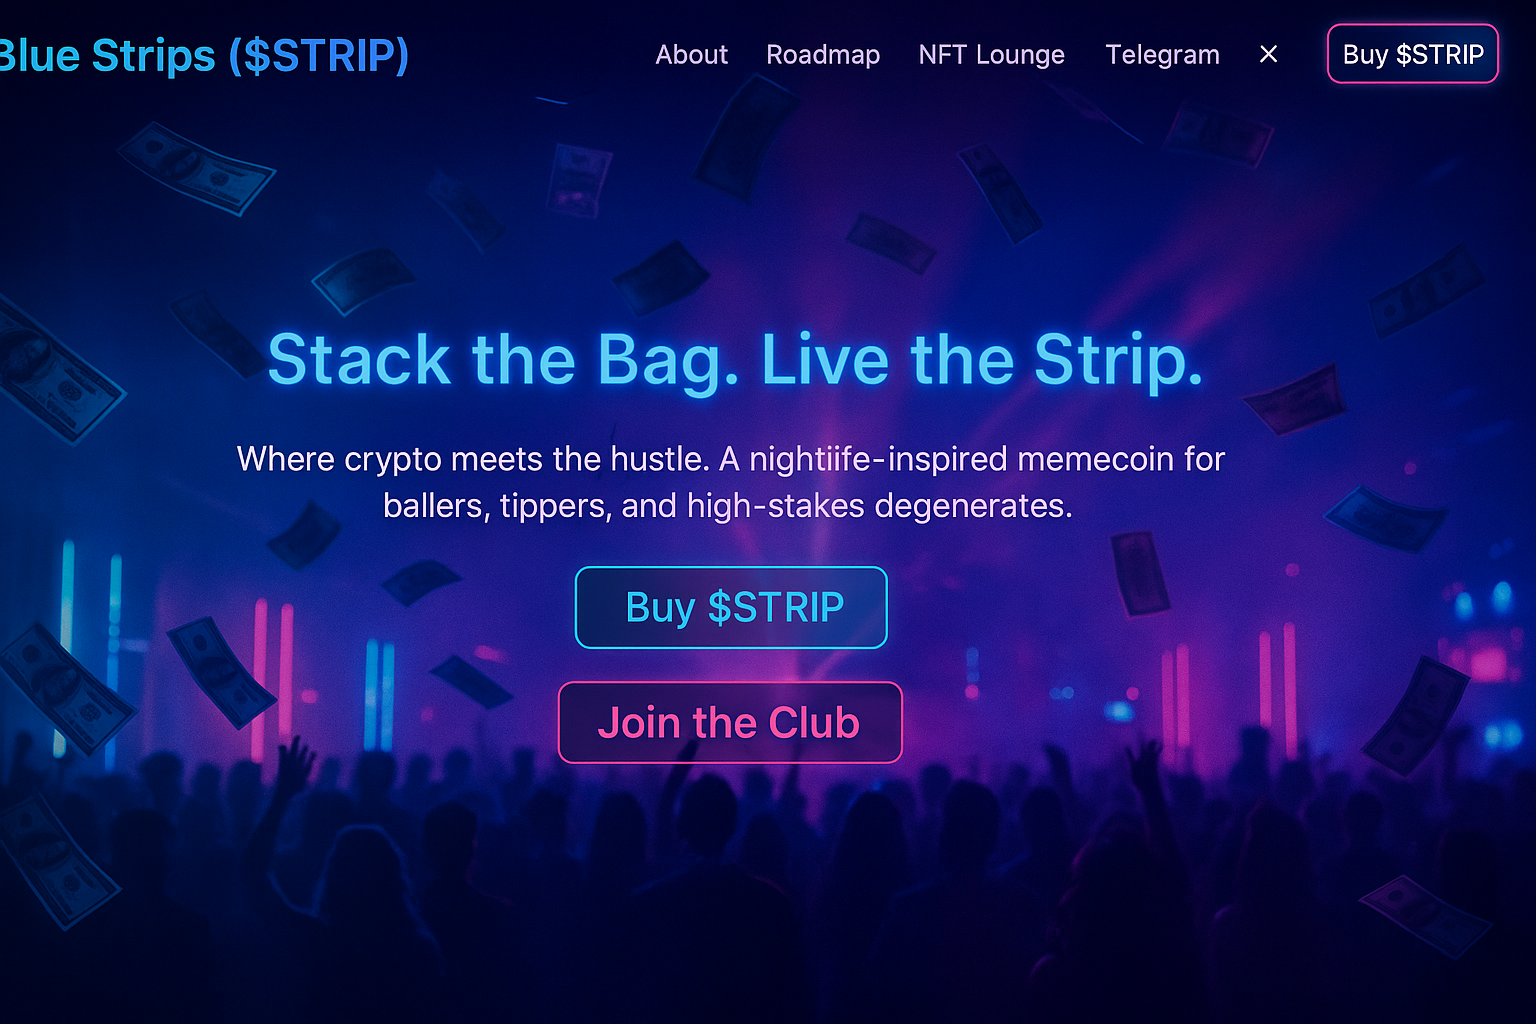 Blue Strips ($STRIP)
About Roadmap NFT Lounge Telegram X Buy $STRIP
Stack the Bag. Live the Strip.
Where crypto meets the hustle. A nightiife-inspired memecoin for
ballers, tippers, and high-stakes degenerates.
Buy $STRIP
Join the Club